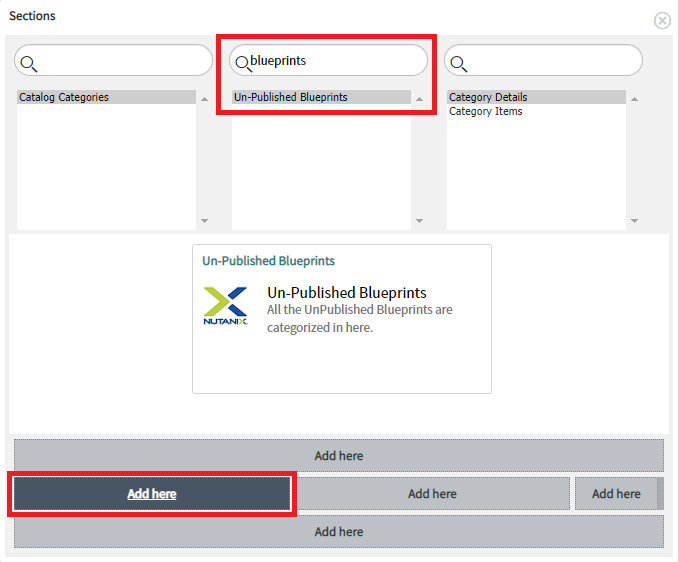 Sections
blueprints
Catalog Categories
Un-Published Blueprints
Category Details
Category Items
Un-Published Blueprints
NUTANIX
Un-Published Blueprints
All the UnPublished Blueprints are
categorized in here.
Add here
Add here
Add here
Add here
Add here